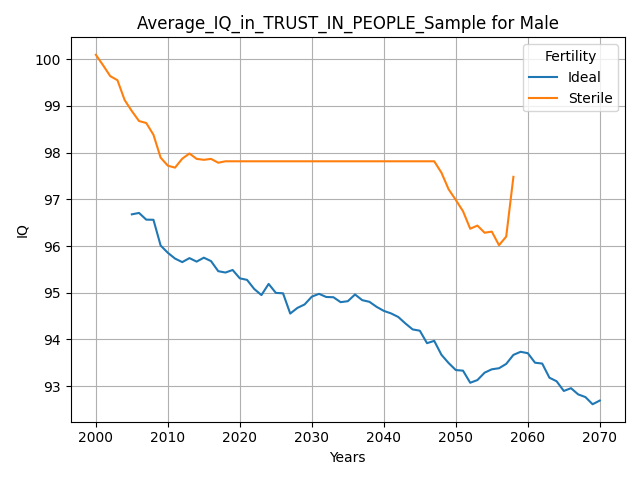 Average_IQ_in_TRUST_IN_PEOPLE_Sample for Male
Fertility
Ideal
Sterile
100
99
98
97
96
95
94
93
IQ
2000 2010 2020 2030 2040 2050 2060 2070
Years